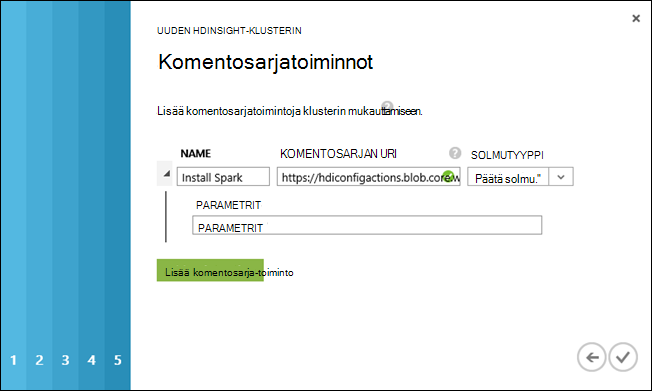 UUDEN HDINSIGHT-KLUSTERIN
Komentosarjatoiminnot
Lisää komentosarjatoimintoja klusterin mukauttamiseen.
NAME KOMENTOSARJAN URI ? SOLMUTYYPPI
Install Spark https://hdiconfigactions.blob.core.w Päätä solmu."
PARAMETRIT
PARAMETRIT
Lisää komentosarja-toiminto
1 2 3 4 5